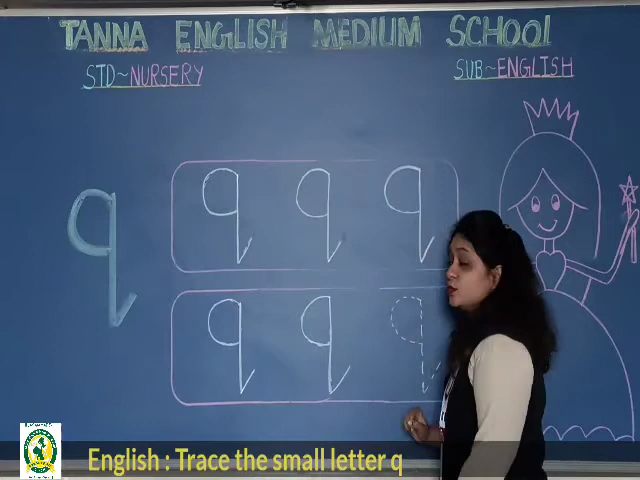 TANNA ENGLISH MEDIUM SCHOOL
STD~NURSERY
SUB~ENGLISH
q
q q q
q q q
English : Trace the small letter q